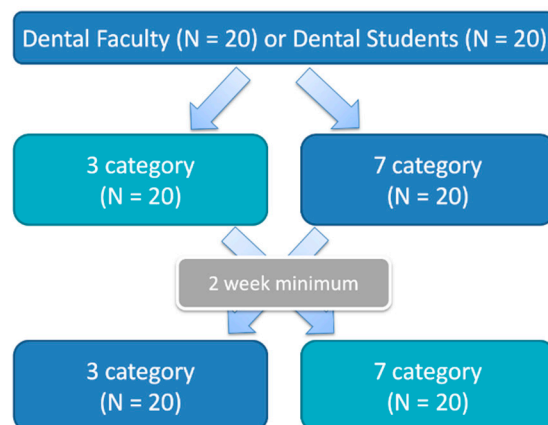 Dental Faculty (N = 20) or Dental Students (N = 20)
3 category
(N = 20)
7 category
(N = 20)
2 week minimum
3 category
(N = 20)
7 category
(N = 20)